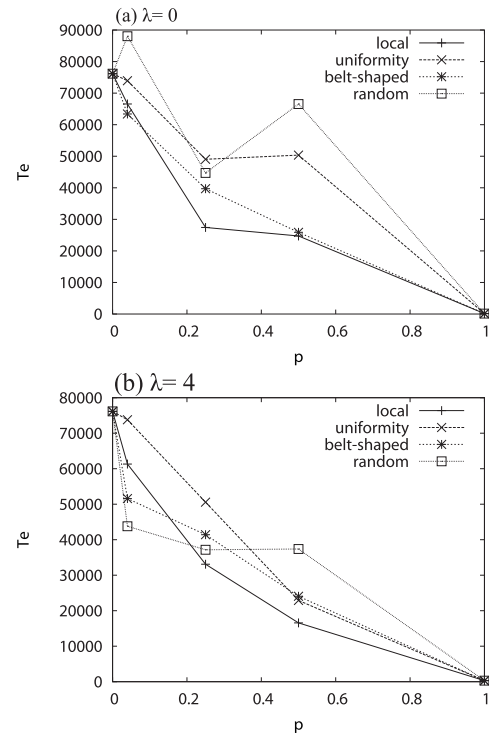 (a) λ= 0
90000
80000
70000
60000
50000
40000
30000
20000
10000
0
Te
local
uniformity
belt-shaped
random
0 0.2 0.4 0.6 0.8 1
p
(b) λ= 4
80000
70000
60000
50000
40000
30000
20000
10000
0
Te
local
uniformity
belt-shaped
random
0 0.2 0.4 0.6 0.8 1
p